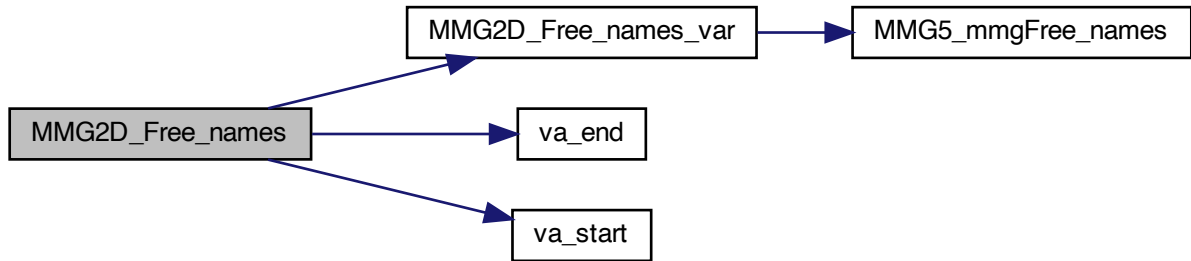 MMG2D_Free_names_var
MMG5_mmgFree_names
MMG2D_Free_names
va_end
va_start